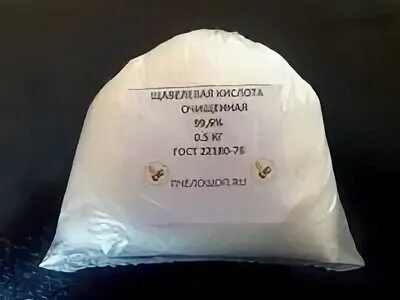 ЩАВЕЛЕВАЯ КИСЛОТА
ОЧИЩЕННАЯ
99,6%
0.5 КГ
ГОСТ 22180-76